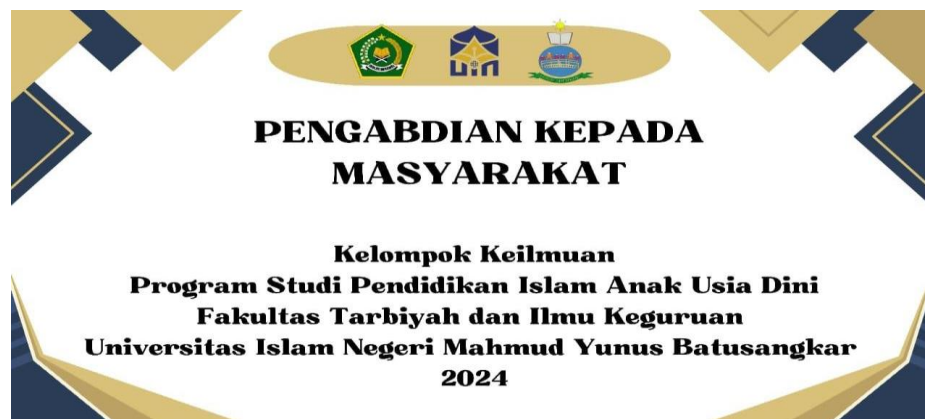 uin
PENGABDIAN KEPADA
MASYARAKAT
Kelompok Keilmuan
Program Studi Pendidikan Islam Anak Usia Dini
Fakultas Tarbiyah dan Ilmu Keguruan
Universitas Islam Negeri Mahmud Yunus Batusangkar
2024